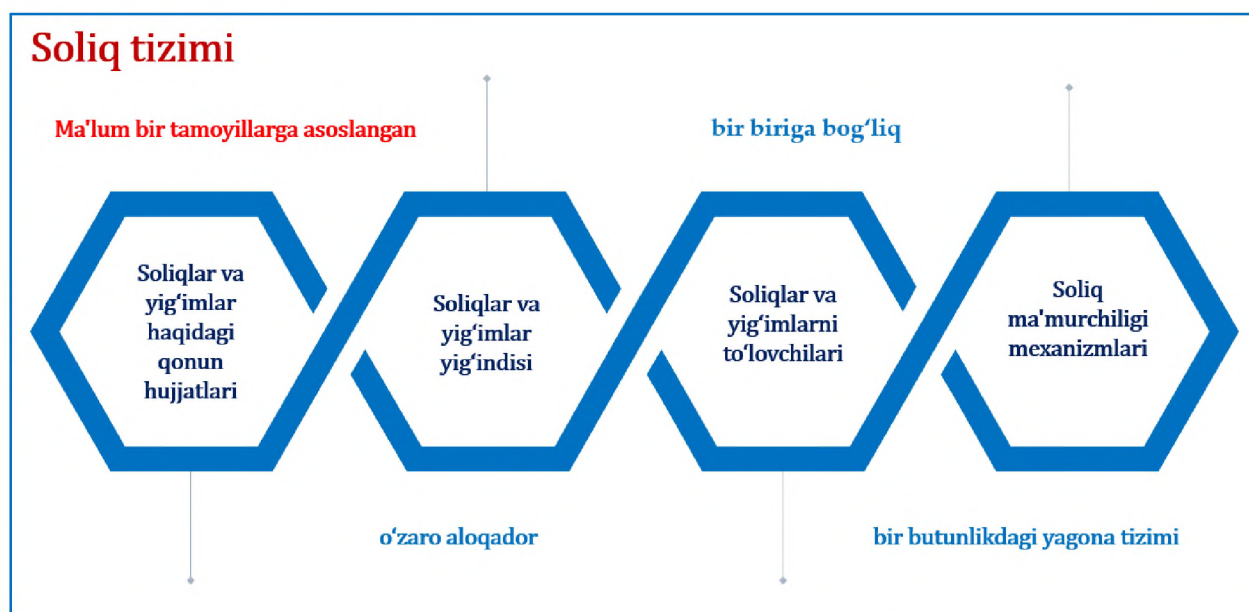 Soliq tizimi
Ma'lum bir tamoyillarga asoslangan
bir biriga bog‘liq
Soliqlar va
yig‘imlar
haqidagi
qonun
hujjatlari
Soliqlar va
yig‘imlar
yig‘indisi
Soliqlar va
yig‘imlarni
to‘lovchilari
Soliq
ma'murchiligi
mexanizmlari
o‘zaro aloqador
bir butunlikdagi yagona tizimi